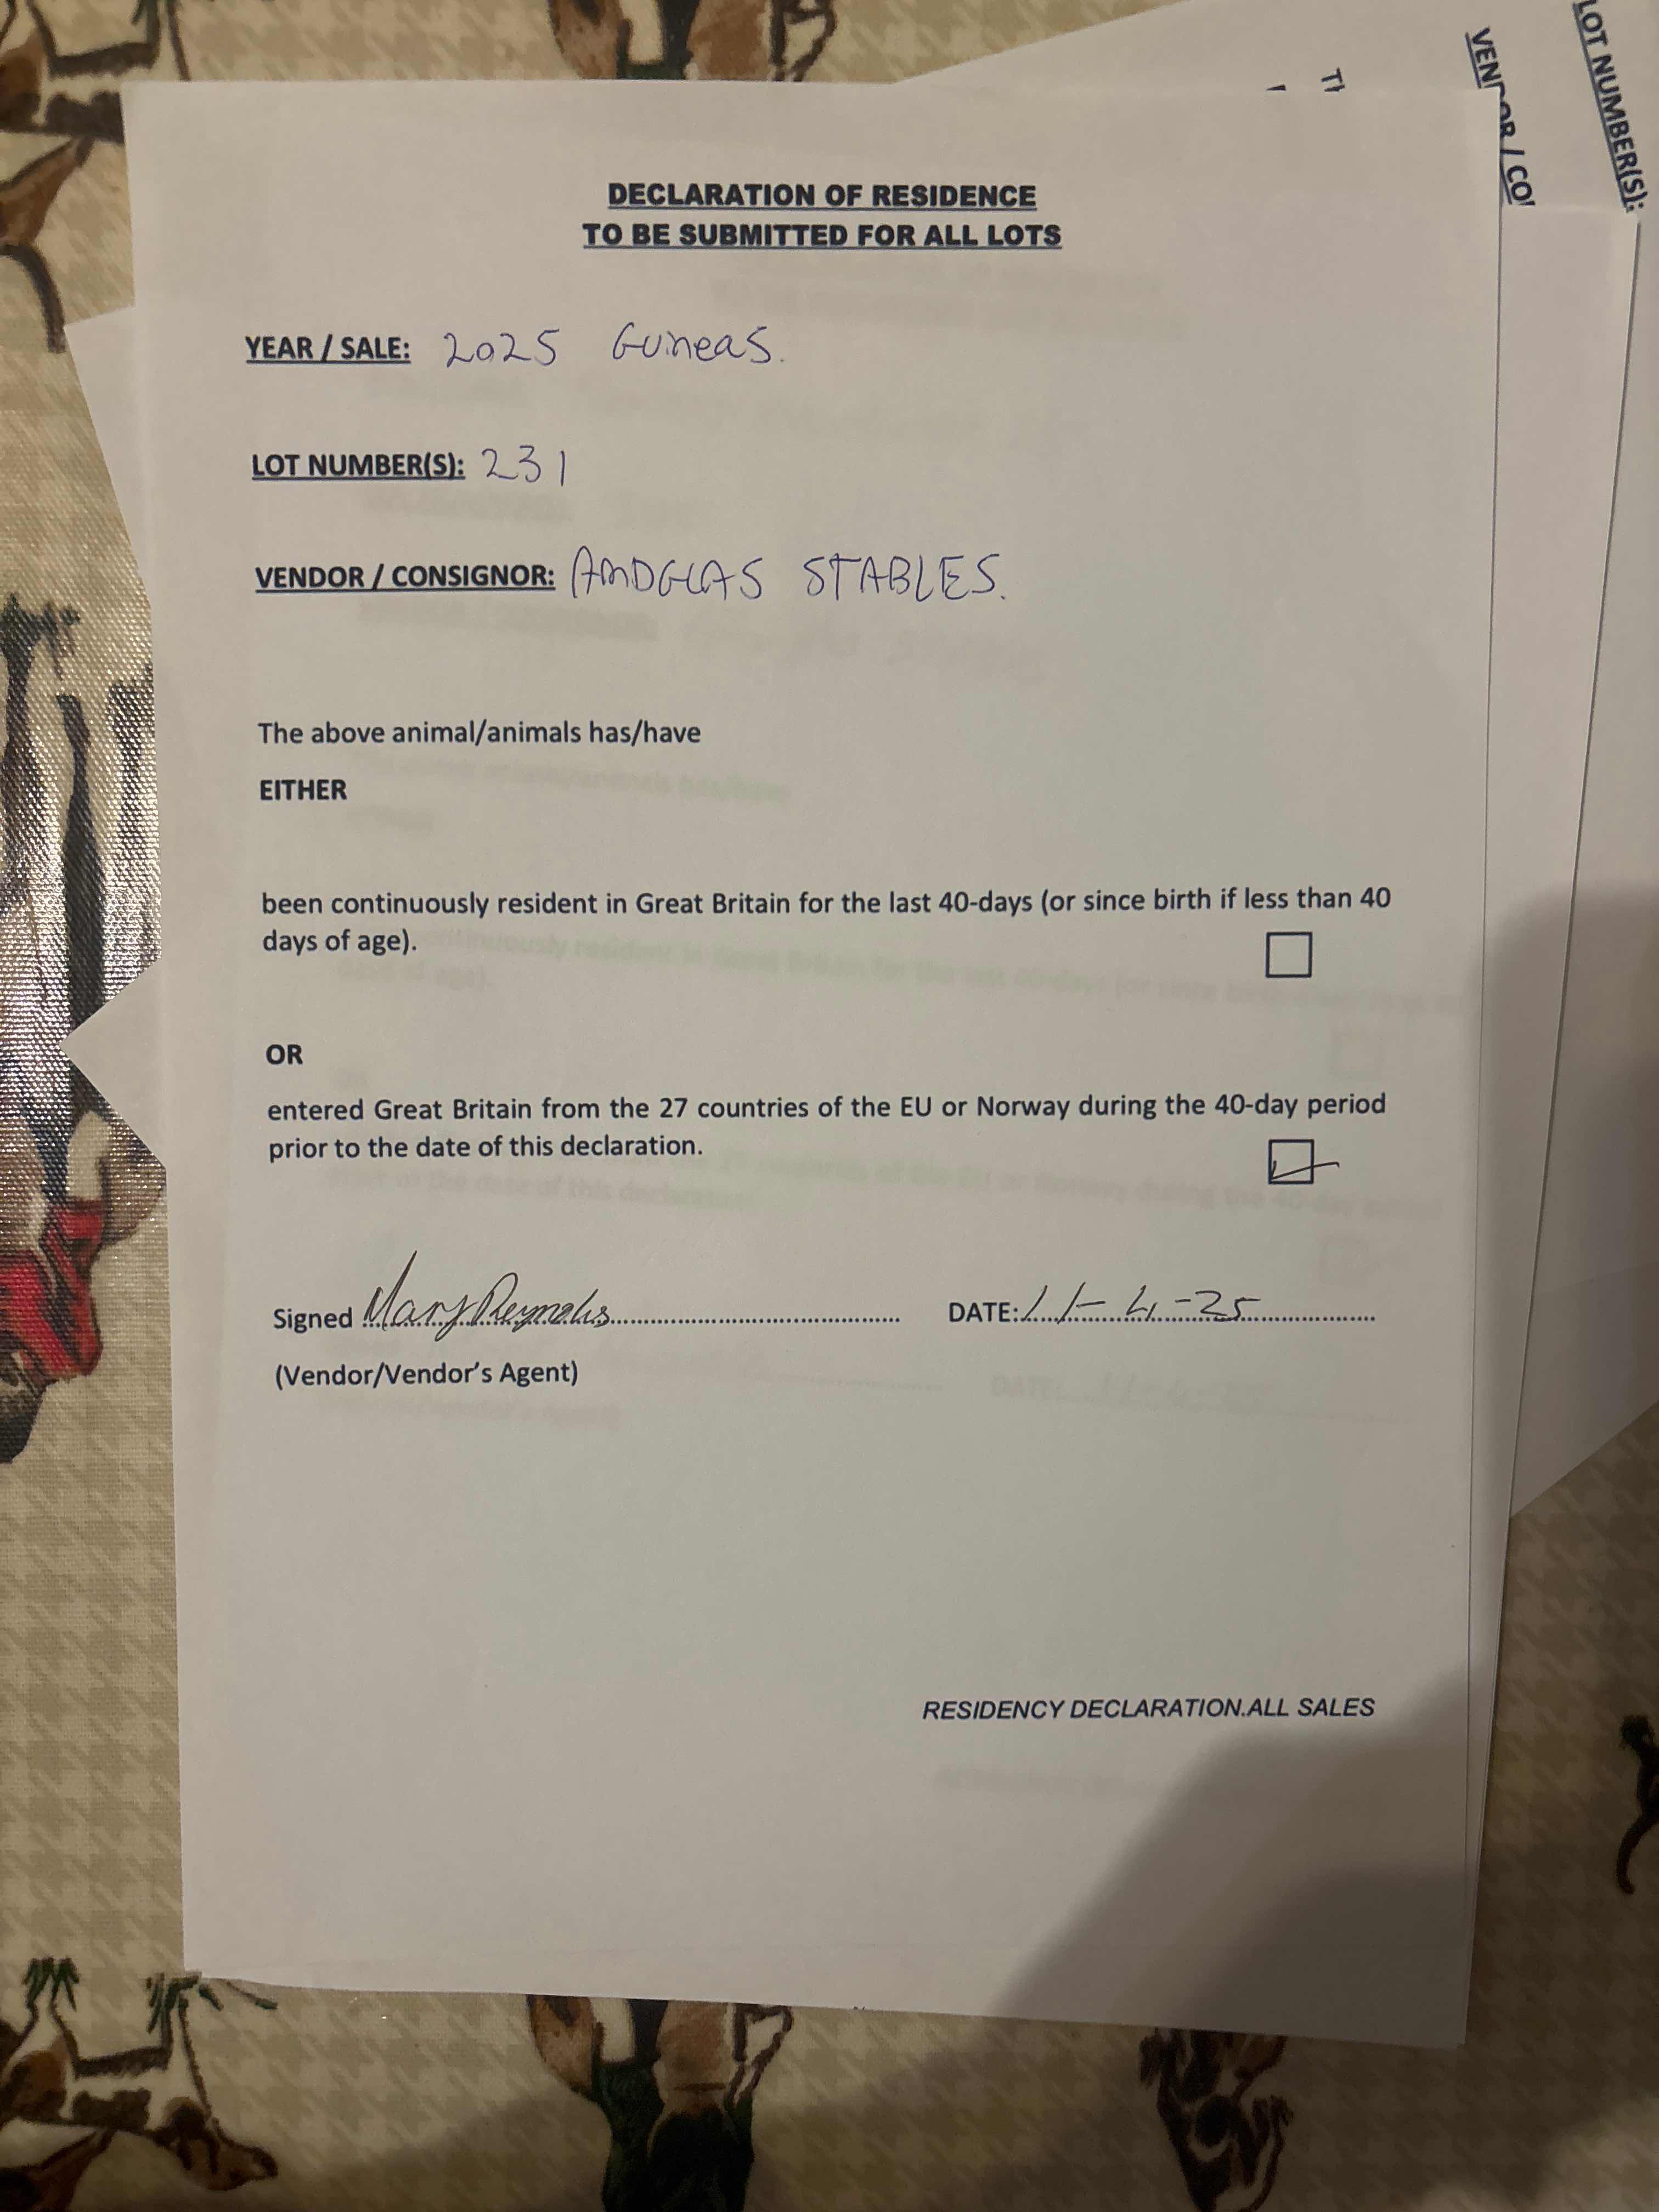 DECLARATION OF RESIDENCE
TO BE SUBMITTED FOR ALL LOTS
YEAR / SALE: 2025 Guineas.
LOT NUMBER(S): 231
VENDOR / CONSIGNOR: STABLES.
The above animal/animals has/have
EITHER
been continuously resident in Great Britain for the last 40-days (or since birth if less than 40
days of age).
OR
entered Great Britain from the 27 countries of the EU or Norway during the 40-day period
prior to the date of this declaration.
Signed Mary Reynolds DATE: 11-4-25
(Vendor/Vendor's Agent)
RESIDENCY DECLARATION.ALL SALES
LOT NUMBER(S):